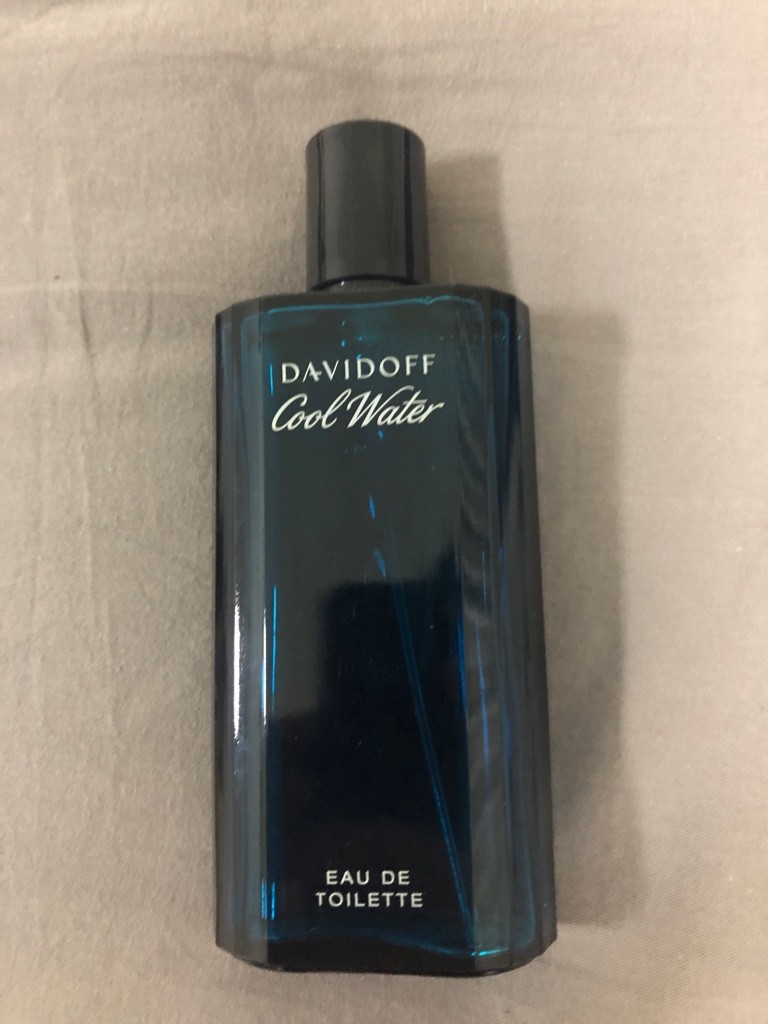 DAVIDOFF
Cool Water
EAU DE
TOILETTE